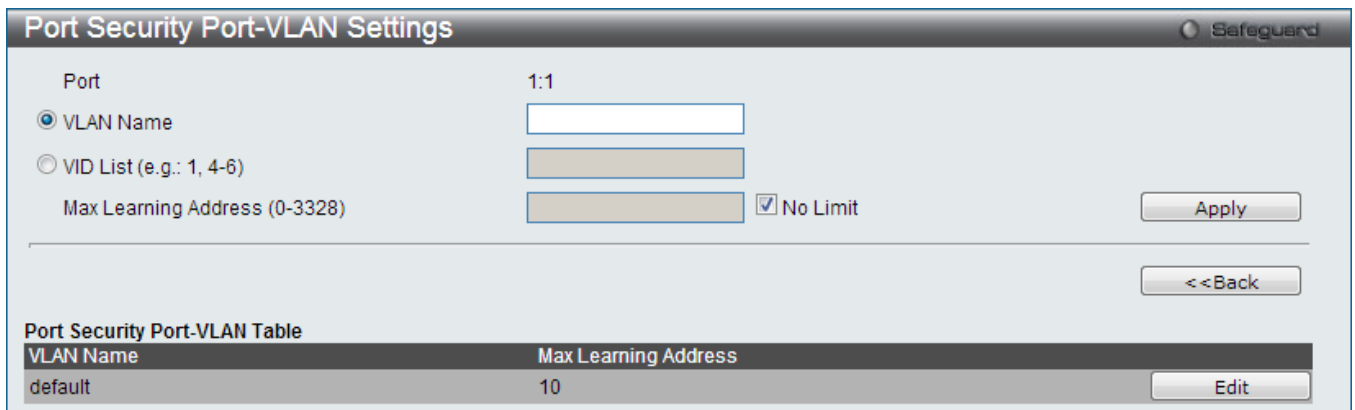 Port Security Port-VLAN Settings
Safeguard
Port 1:1
VLAN Name
VID List (e.g.: 1, 4-6)
Max Learning Address (0-3328) No Limit Apply
<<Back
Port Security Port-VLAN Table
VLAN Name Max Learning Address
default 10 Edit